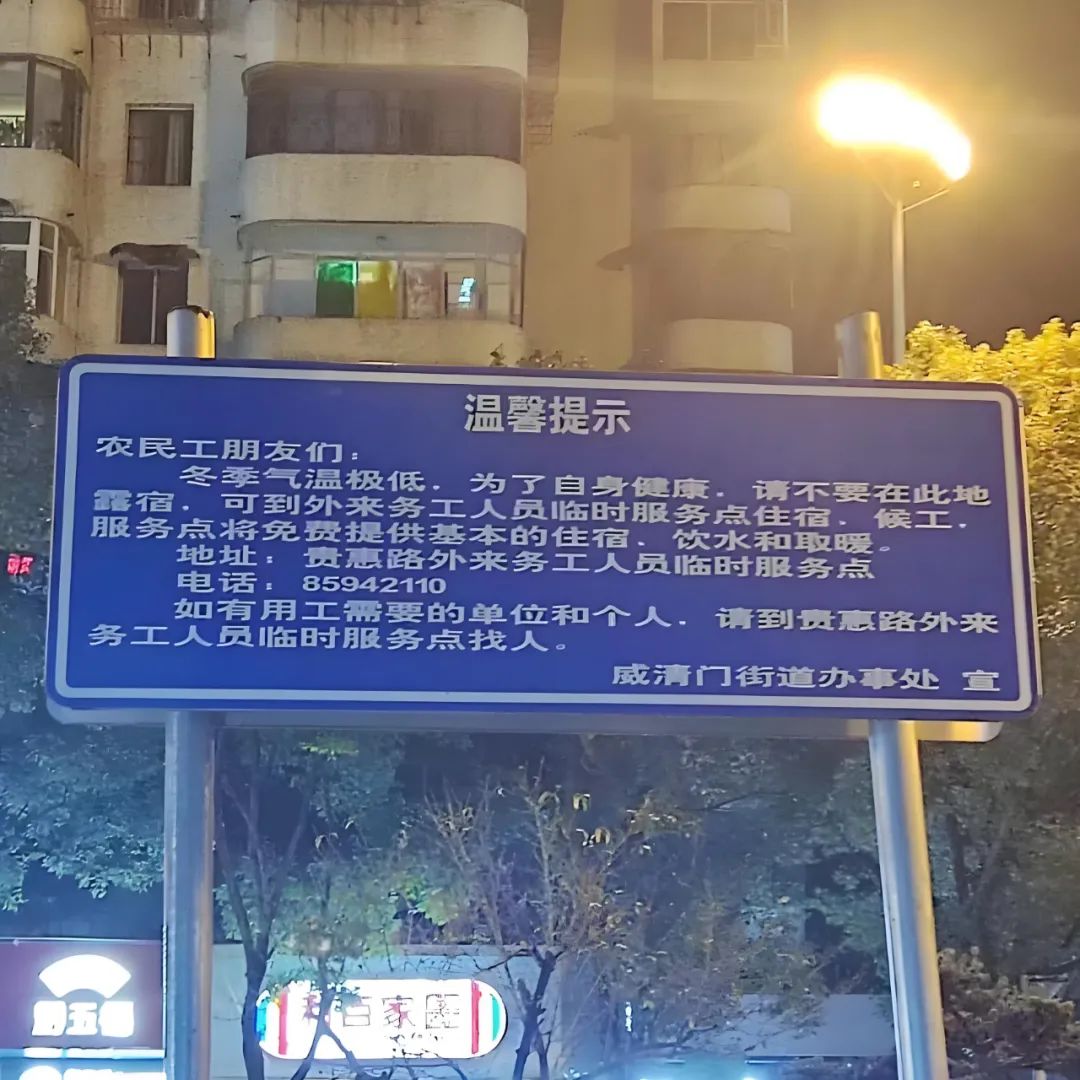 温馨提示
农民工朋友们：
冬季气温极低，为了自身健康，请不要在此地
露宿，可到外来务工人员临时服务点住宿、候工，
服务点将免费提供基本的住宿、饮水和取暖。
地址：贵惠路外来务工人员临时服务点
电话：85942110
如有用工需要的单位和个人，请到贵惠路外来
务工人员临时服务点找人。
威清门街道办事处 宣
百家